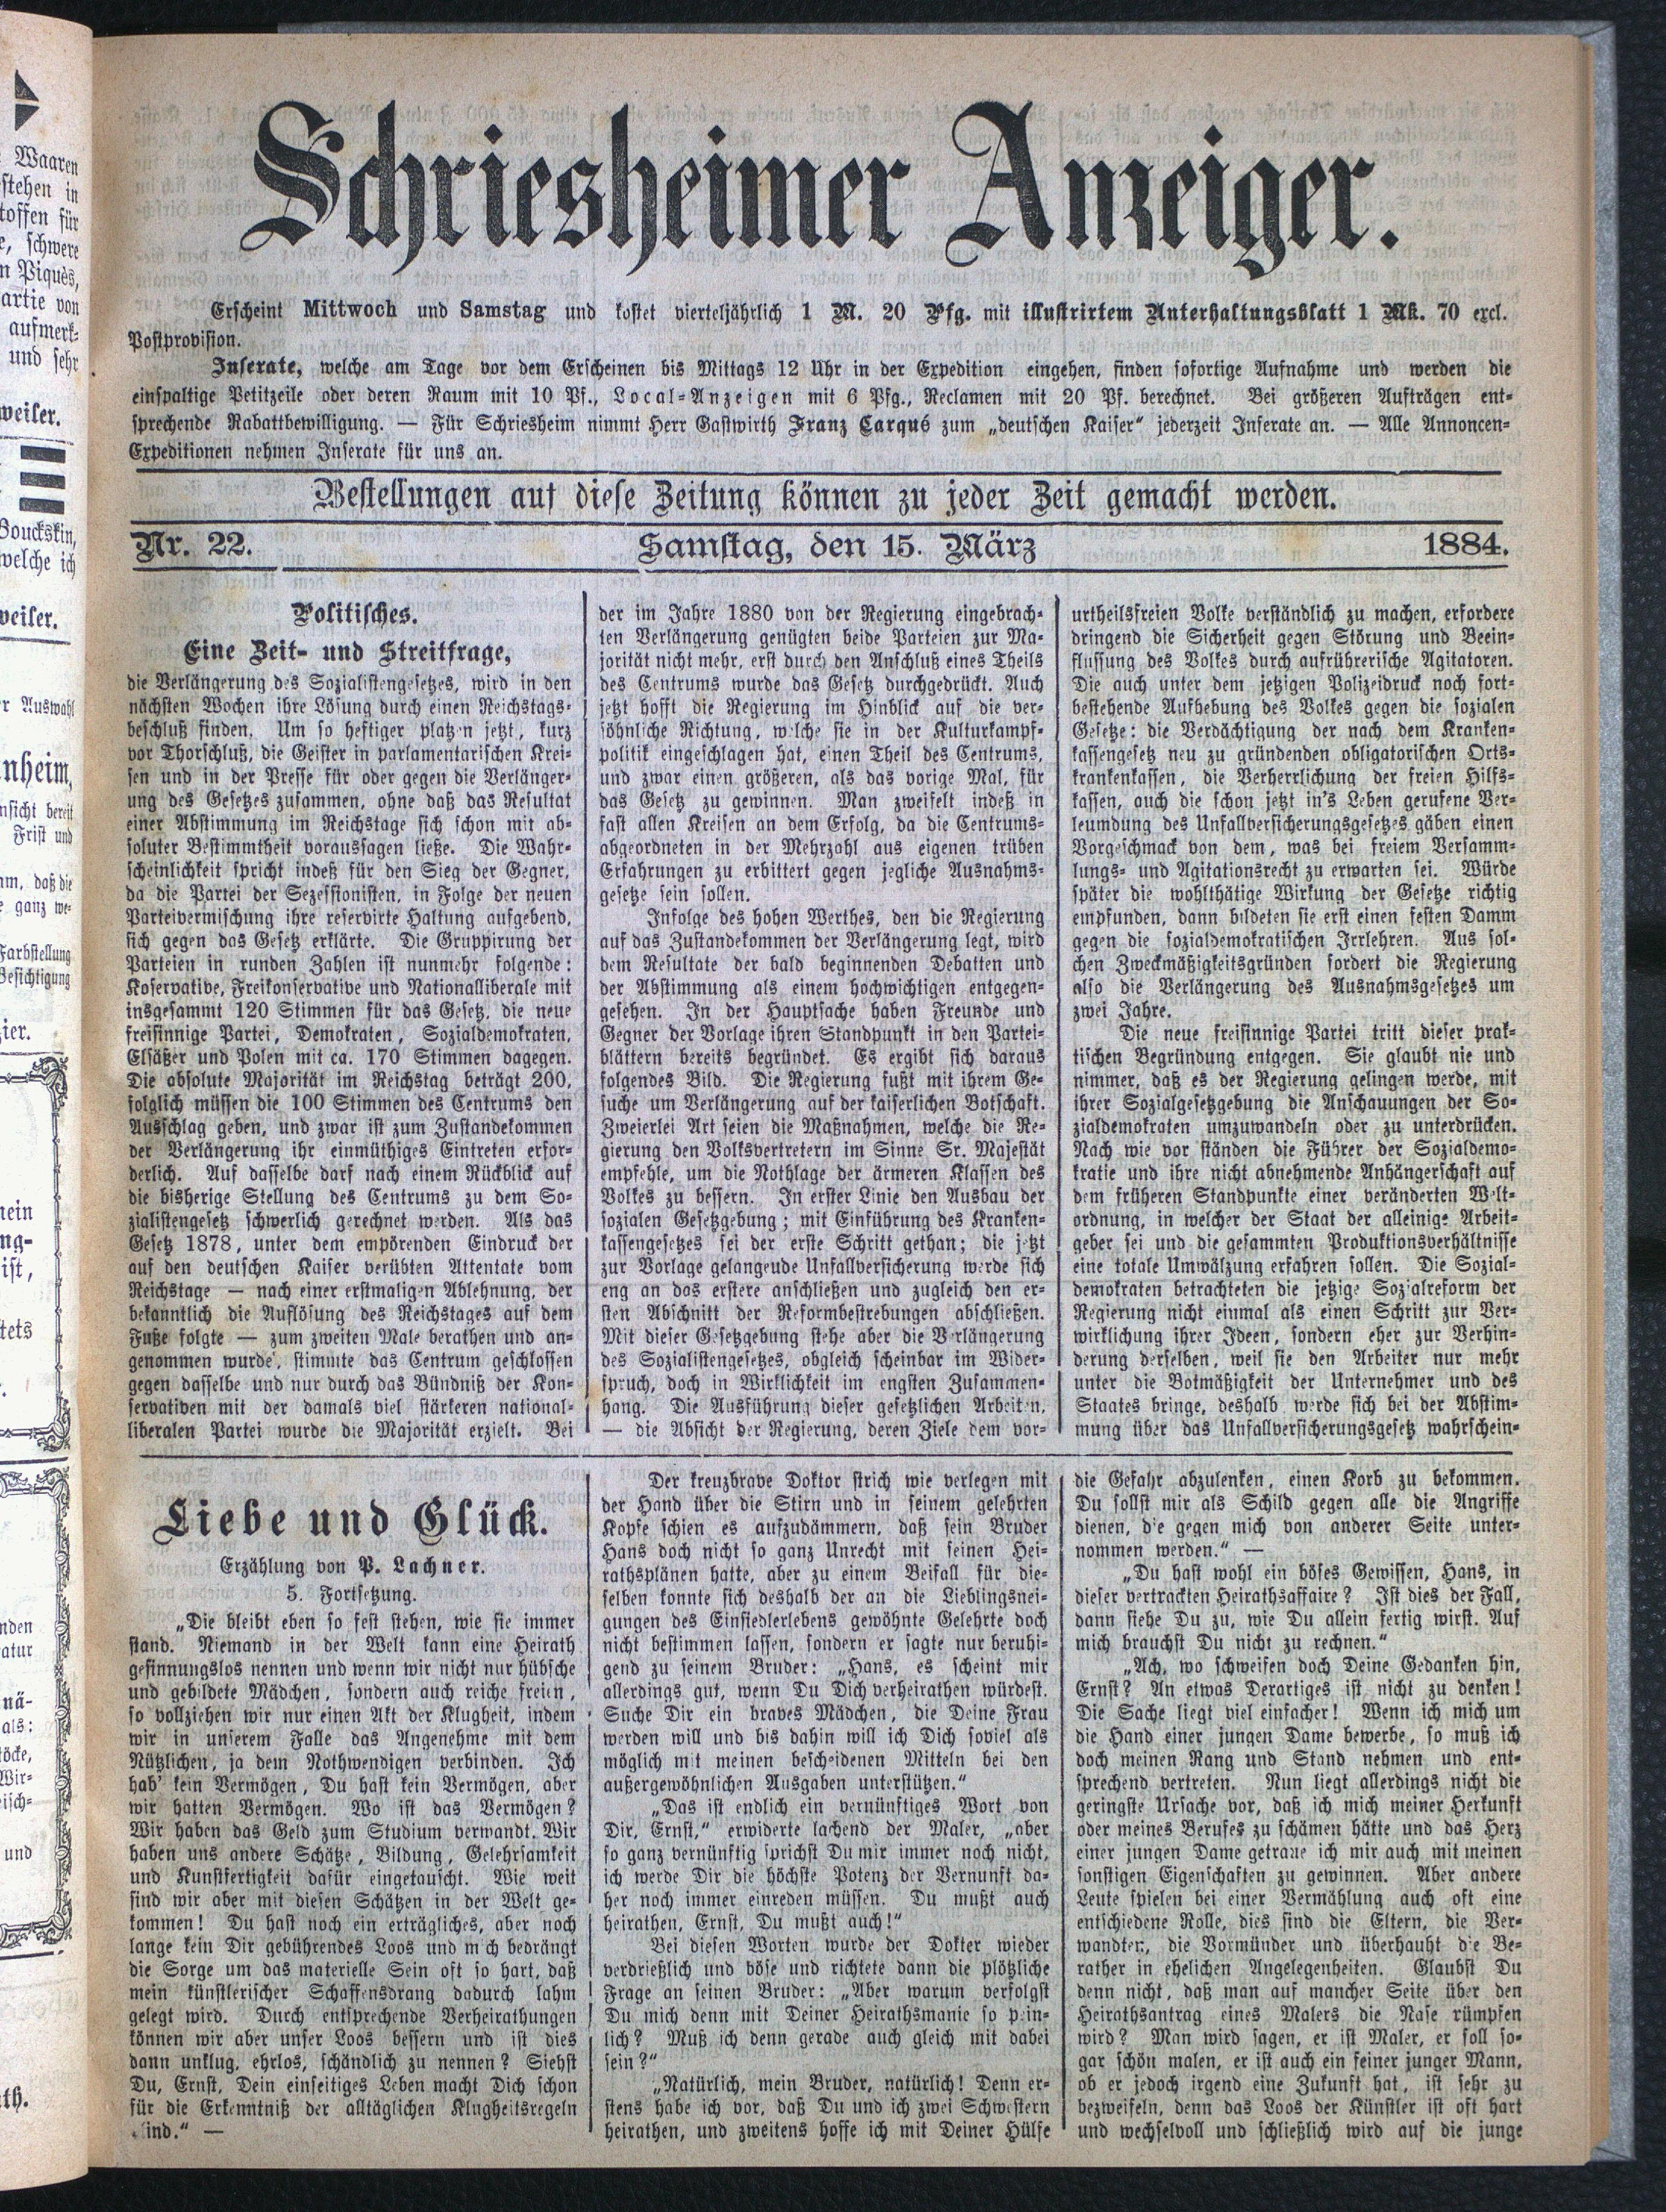 Schriesheimer Anzeiger.
Erscheint Mittwoch und Samstag und kostet vierteljährlich 1 M. 20 Pfg. mit illustrirtem Unterhaltungsblatt 1 Mk. 70 excl.
Postprovision.
Inserate, welche am Tage vor dem Erscheinen bis Mittags 12 Uhr in der Expedition eingehen, finden sofortige Aufnahme und werden die
einspaltige Petitzeile oder deren Raum mit 10 Pf., Local-Anzeigen mit 6 Pfg., Reclamen mit 20 Pf. berechnet. Bei größeren Aufträgen ent-
sprechende Rabattbewilligung. — Für Schriesheim nimmt Herr Gastwirth Franz Carqué zum „deutschen Kaiser“ jederzeit Inserate an. — Alle Annoncen-
Expeditionen nehmen Inserate für uns an.
Bestellungen auf diese Zeitung können zu jeder Zeit gemacht werden.
Nr. 22. Samstag, den 15. März 1884.
Politisches.
Eine Zeit- und Streitfrage,
die Verlängerung des Sozialistengesetzes, wird in den
nächsten Wochen ihre Lösung durch einen Reichstags-
beschluß finden. Um so heftiger platzen jetzt, kurz
vor Thorschluß, die Geister in parlamentarischen Krei-
sen und in der Presse für oder gegen die Verlänger-
ung des Gesetzes zusammen, ohne daß das Resultat
einer Abstimmung im Reichstage sich schon mit ab-
soluter Bestimmtheit voraussagen ließe. Die Wahr-
scheinlichkeit spricht indeß für den Sieg der Gegner,
da die Partei der Sezessionisten, in Folge der neuen
Parteivermischung ihre reservirte Haltung aufgebend,
sich gegen das Gesetz erklärte. Die Gruppirung der
Parteien in runden Zahlen ist nunmehr folgende:
Koservative, Freikonservative und Nationalliberale mit
insgesammt 120 Stimmen für das Gesetz, die neue
freisinnige Partei, Demokraten, Sozialdemokraten,
Elsäßer und Polen mit ca. 170 Stimmen dagegen.
Die absolute Majorität im Reichstag beträgt 200,
folglich müssen die 100 Stimmen des Centrums den
Ausschlag geben, und zwar ist zum Zustandekommen
der Verlängerung ihr einmüthiges Eintreten erfor-
derlich. Auf dasselbe darf nach einem Rückblick auf
die bisherige Stellung des Centrums zu dem So-
zialistengesetz schwerlich gerechnet werden. Als das
Gesetz 1878, unter dem empörenden Eindruck der
auf den deutschen Kaiser verübten Attentate vom
Reichstage — nach einer erstmaligen Ablehnung, der
bekanntlich die Auflösung des Reichstages auf dem
Fuße folgte — zum zweiten Male berathen und an-
genommen wurde, stimmte das Centrum geschlossen
gegen dasselbe und nur durch das Bündniß der Kon-
servativen mit der damals viel stärkeren national-
liberalen Partei wurde die Majorität erzielt. Bei
der im Jahre 1880 von der Regierung eingebrach-
ten Verlängerung genügten beide Parteien zur Ma-
jorität nicht mehr, erst durch den Anschluß eines Theils
des Centrums wurde das Gesetz durchgedrückt. Auch
jetzt hofft die Regierung im Hinblick auf die ver-
söhnliche Richtung, welche sie in der Kulturkampf-
politik eingeschlagen hat, einen Theil des Centrums,
und zwar einen größeren, als das vorige Mal, für
das Gesetz zu gewinnen. Man zweifelt indeß in
fast allen Kreisen an dem Erfolg, da die Centrums-
abgeordneten in der Mehrzahl aus eigenen trüben
Erfahrungen zu erbittert gegen jegliche Ausnahms-
gesetze sein sollen.
Infolge des hohen Werthes, den die Regierung
auf das Zustandekommen der Verlängerung legt, wird
dem Resultate der bald beginnenden Debatten und
der Abstimmung als einem hochwichtigen entgegen-
gesehen. In der Hauptsache haben Freunde und
Gegner der Vorlage ihren Standpunkt in den Partei-
blättern bereits begründet. Es ergibt sich daraus
folgendes Bild. Die Regierung fußt mit ihrem Ge-
suche um Verlängerung auf der kaiserlichen Botschaft.
Zweierlei Art seien die Maßnahmen, welche die Re-
gierung den Volksvertretern im Sinne Sr. Majestät
empfehle, um die Nothlage der ärmeren Klassen des
Volkes zu bessern. In erster Linie den Ausbau der
sozialen Gesetzgebung; mit Einführung des Kranken-
kassengesetzes sei der erste Schritt gethan; die jetzt
zur Vorlage gelangeude Unfallversicherung werde sich
eng an das erstere anschließen und zugleich den er-
sten Abschnitt der Reformbestrebungen abschließen.
Mit dieser Gesetzgebung stehe aber die Verlängerung
des Sozialistengesetzes, obgleich scheinbar im Wider-
spruch, doch in Wirklichkeit im engsten Zusammen-
hang. Die Ausführung dieser gesetzlichen Arbeiten,
— die Absicht der Regierung, deren Ziele dem vor-
urtheilsfreien Volke verständlich zu machen, erfordere
dringend die Sicherheit gegen Störung und Beein-
flussung des Volkes durch aufrührerische Agitatoren.
Die auch unter dem jetzigen Polizeidruck noch fort-
bestehende Aufhebung des Volkes gegen die sozialen
Gesetze: die Verdächtigung der nach dem Kranken-
kassengesetz neu zu gründenden obligatorischen Orts-
krankenkassen, die Verherrlichung der freien Hilfs-
kassen, auch die schon jetzt in's Leben gerufene Ver-
leumdung des Unfallversicherungsgesetzes gäben einen
Vorgeschmack von dem, was bei freiem Versamm-
lungs- und Agitationsrecht zu erwarten sei. Würde
später die wohlthätige Wirkung der Gesetze richtig
empfunden, dann bildeten sie erst einen festen Damm
gegen die sozialdemokratischen Irrlehren. Aus sol-
chen Zweckmäßigkeitsgründen fordert die Regierung
also die Verlängerung des Ausnahmsgesetzes um
zwei Jahre.
Die neue freisinnige Partei tritt dieser prak-
tischen Begründung entgegen. Sie glaubt nie und
nimmer, daß es der Regierung gelingen werde, mit
ihrer Sozialgesetzgebung die Anschauungen der So-
zialdemokraten umzuwandeln oder zu unterdrücken.
Nach wie vor ständen die Führer der Sozialdemo-
kratie und ihre nicht abnehmende Anhängerschaft auf
dem früheren Standpunkte einer veränderten Welt-
ordnung, in welcher der Staat der alleinige Arbeit-
geber sei und die gesammten Produktionsverhältnisse
eine totale Umwälzung erfahren sollen. Die Sozial-
demokraten betrachteten die jetzige Sozialreform der
Regierung nicht einmal als einen Schritt zur Ver-
wirklichung ihrer Ideen, sondern eher zur Verhin-
derung derselben, weil sie den Arbeiter nur mehr
unter die Botmäßigkeit der Unternehmer und des
Staates bringe, deshalb werde sich bei der Abstim-
mung über das Unfallversicherungsgesetz wahrschein-
Liebe und Glück.
Erzählung von P. Lachner.
5. Fortsetzung.
„Die bleibt eben so fest stehen, wie sie immer
stand. Niemand in der Welt kann eine Heirath
gesinnungslos nennen und wenn wir nicht nur hübsche
und gebildete Mädchen, sondern auch reiche freien,
so vollziehen wir nur einen Akt der Klugheit, indem
wir in unserem Falle das Angenehme mit dem
Nützlichen, ja dem Nothwendigen verbinden. Ich
hab' kein Vermögen, Du hast kein Vermögen, aber
wir hatten Vermögen. Wo ist das Vermögen?
Wir haben das Geld zum Studium verwandt. Wir
haben uns andere Schätze, Bildung, Gelehrsamkeit
und Kunstfertigkeit dafür eingetauscht. Wie weit
sind wir aber mit diesen Schätzen in der Welt ge-
kommen! Du hast noch ein erträgliches, aber noch
lange kein Dir gebührendes Loos und mich bedrängt
die Sorge um das materielle Sein oft so hart, daß
mein künstlerischer Schaffensdrang dadurch lahm
gelegt wird. Durch entsprechende Verheirathungen
können wir aber unser Loos bessern und ist dies
dann unklug, ehrlos, schändlich zu nennen? Siehst
Du, Ernst, Dein einseitiges Leben macht Dich schon
für die Erkenntniß der alltäglichen Klugheitsregeln
blind.“ —
Der kreuzbrave Doktor strich wie verlegen mit
der Hand über die Stirn und in seinem gelehrten
Kopfe schien es aufzudämmern, daß sein Bruder
Hans doch nicht so ganz Unrecht mit seinen Hei-
rathsplänen hatte, aber zu einem Beifall für die-
selben konnte sich deshalb der an die Lieblingsnei-
gungen des Einsiedlerlebens gewöhnte Gelehrte doch
nicht bestimmen lassen, sondern er sagte nur beruhi-
gend zu seinem Bruder: „Hans, es scheint mir
allerdings gut, wenn Du Dich verheirathen würdest.
Suche Dir ein braves Mädchen, die Deine Frau
werden will und bis dahin will ich Dich soviel als
möglich mit meinen bescheidenen Mitteln bei den
außergewöhnlichen Ausgaben unterstützen.“
„Das ist endlich ein vernünftiges Wort von
Dir, Ernst,“ erwiderte lachend der Maler, „aber
so ganz vernünftig sprichst Du mir immer noch nicht,
ich werde Dir die höchste Potenz der Vernunft da-
her noch immer einreden müssen. Du mußt auch
heirathen, Ernst, Du mußt auch!“
Bei diesen Worten wurde der Dokter wieder
verdrießlich und böse und richtete dann die plötzliche
Frage an seinen Bruder: „Aber warum verfolgst
Du mich denn mit Deiner Heirathsmanie so pein-
lich? Muß ich denn gerade auch gleich mit dabei
sein?“
„Natürlich, mein Bruder, natürlich! Denn er-
stens habe ich vor, daß Du und ich zwei Schwestern
heirathen, und zweitens hoffe ich mit Deiner Hülfe
die Gefahr abzulenken, einen Korb zu bekommen.
Du sollst mir als Schild gegen alle die Angriffe
dienen, die gegen mich von anderer Seite unter-
nommen werden.“ —
„Du hast wohl ein böses Gewissen, Hans, in
dieser vertrackten Heirathsaffaire? Ist dies der Fall,
dann siehe Du zu, wie Du allein fertig wirst. Auf
mich brauchst Du nicht zu rechnen.“
„Ach, wo schweifen doch Deine Gedanken hin,
Ernst? An etwas Derartiges ist nicht zu denken!
Die Sache liegt viel einfacher! Wenn ich mich um
die Hand einer jungen Dame bewerbe, so muß ich
doch meinen Rang und Stand nehmen und ent-
sprechend vertreten. Nun liegt allerdings nicht die
geringste Ursache vor, daß ich mich meiner Herkunft
oder meines Berufes zu schämen hätte und das Herz
einer jungen Dame getraue ich mir auch mit meinen
sonstigen Eigenschaften zu gewinnen. Aber andere
Leute spielen bei einer Vermählung auch oft eine
entschiedene Rolle, dies sind die Eltern, die Ver-
wandten, die Vormünder und überhauht die Be-
rather in ehelichen Angelegenheiten. Glaubst Du
denn nicht, daß man auf mancher Seite über den
Heirathsantrag eines Malers die Nase rümpfen
wird? Man wird sagen, er ist Maler, er soll so-
gar schön malen, er ist auch ein feiner junger Mann,
ob er jedoch irgend eine Zukunft hat, ist sehr zu
bezweifeln, denn das Loos der Künstler ist oft hart
und wechselvoll und schließlich wird auf die junge